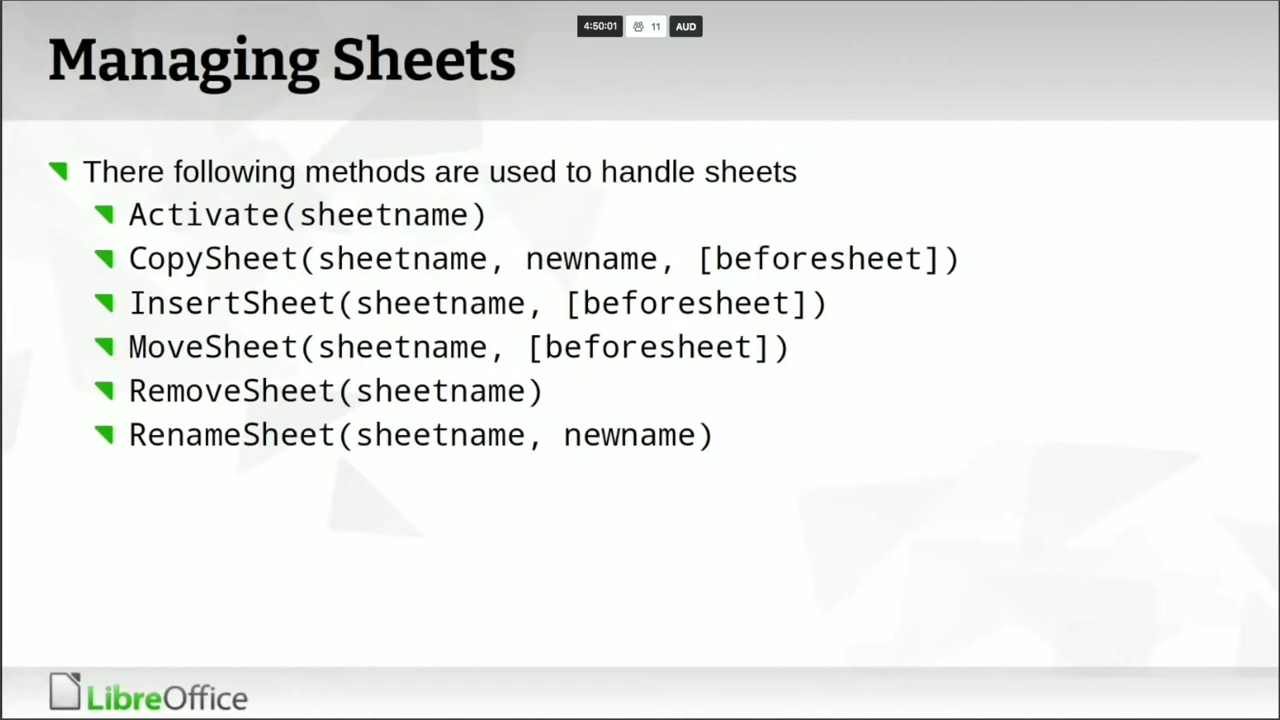 4:50:01 11 AUD
Managing Sheets
There following methods are used to handle sheets
Activate(sheetname)
CopySheet(sheetname, newname, [beforesheet])
InsertSheet(sheetname, [beforesheet])
MoveSheet(sheetname, [beforesheet])
RemoveSheet(sheetname)
RenameSheet(sheetname, newname)
LibreOffice